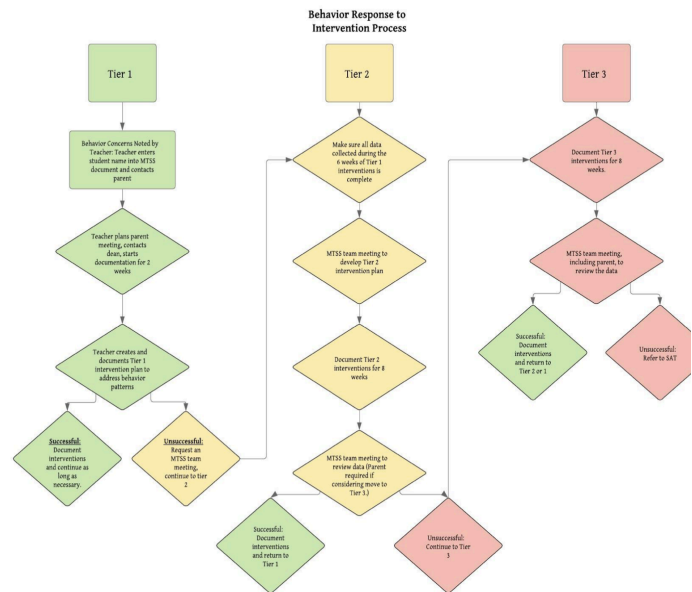 Behavior Response to
Intervention Process
Tier 1
Behavior Concerns Noted by
Teacher: Teacher enters
student name into MTSS
document and contacts
parent
Teacher plans parent
meeting, contacts
dean, starts
documentation for 2
weeks
Teacher creates and
documents Tier 1
intervention plan to
address behavior
patterns
Successful:
Document
interventions
and continue as
long as
necessary.
Unsuccessful:
Request an
MTSS team
meeting,
continue to tier
2
Tier 2
Make sure all data
collected during the
6 weeks of Tier 1
interventions is
complete
MTSS team meeting to
develop Tier 2
intervention plan
Document Tier 2
interventions for 8
weeks
MTSS team meeting to
review data (Parent
required if
considering move to
Tier 3.)
Successful:
Document
interventions
and return to
Tier 1
Unsuccessful:
Continue to Tier
3
Tier 3
Document Tier 3
interventions for 8
weeks.
MTSS team meeting,
including parent, to
review the data
Successful:
Document
interventions
and return to
Tier 2 or 1
Unsuccessful:
Refer to SAT